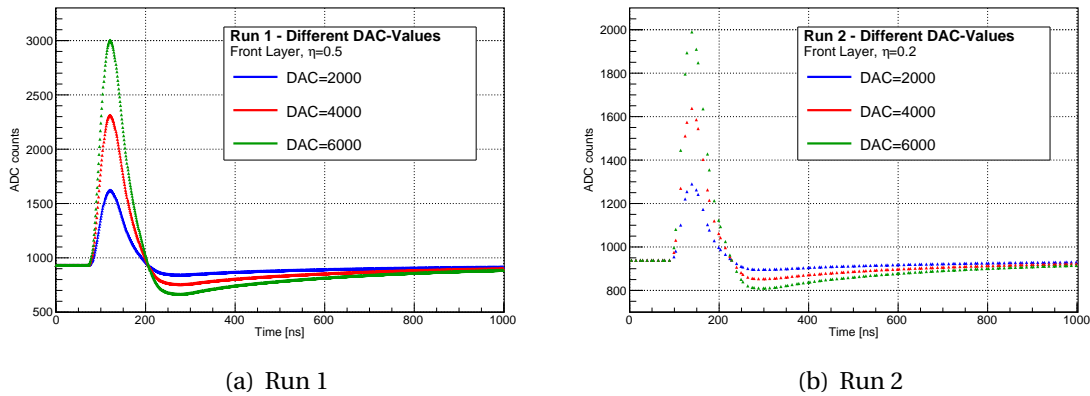 Run 1 - Different DAC-Values
Front Layer, η=0.5
DAC=2000
DAC=4000
DAC=6000
ADC counts
3000
2500
2000
1500
1000
500
0 200 400 600 800 1000
Time [ns]
(a) Run 1
Run 2 - Different DAC-Values
Front Layer, η=0.2
DAC=2000
DAC=4000
DAC=6000
ADC counts
2000
1800
1600
1400
1200
1000
800
0 200 400 600 800 1000
Time [ns]
(b) Run 2